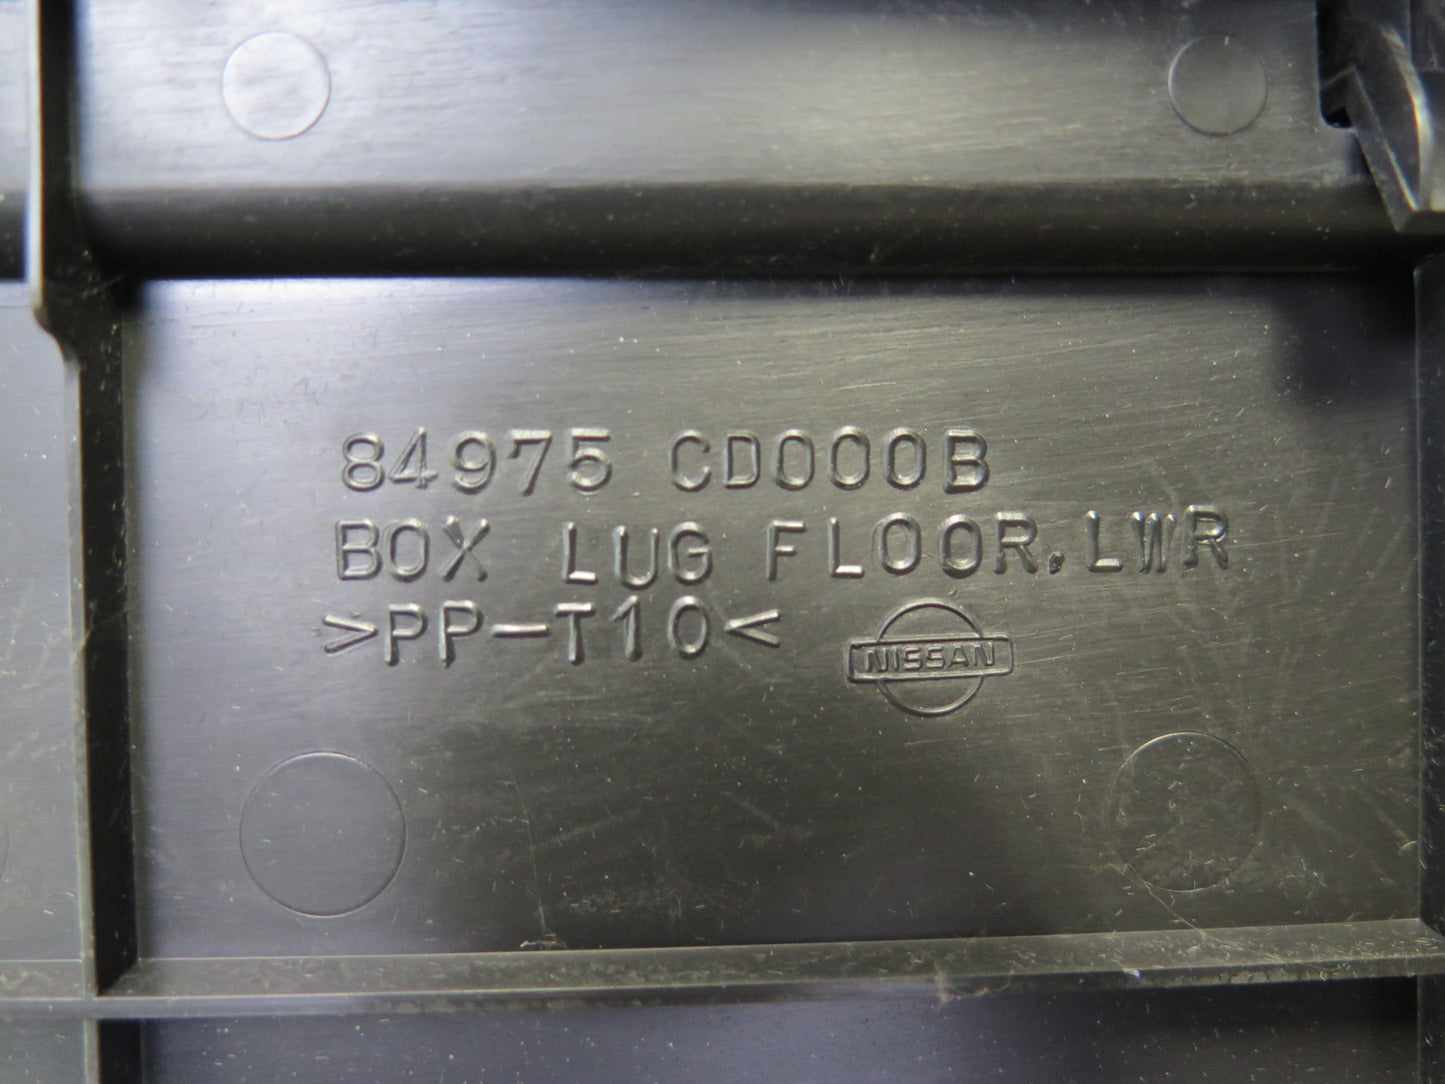 84975 CD000B
BOX LUG FLOOR.LWR
>PP-T10<
NISSAN